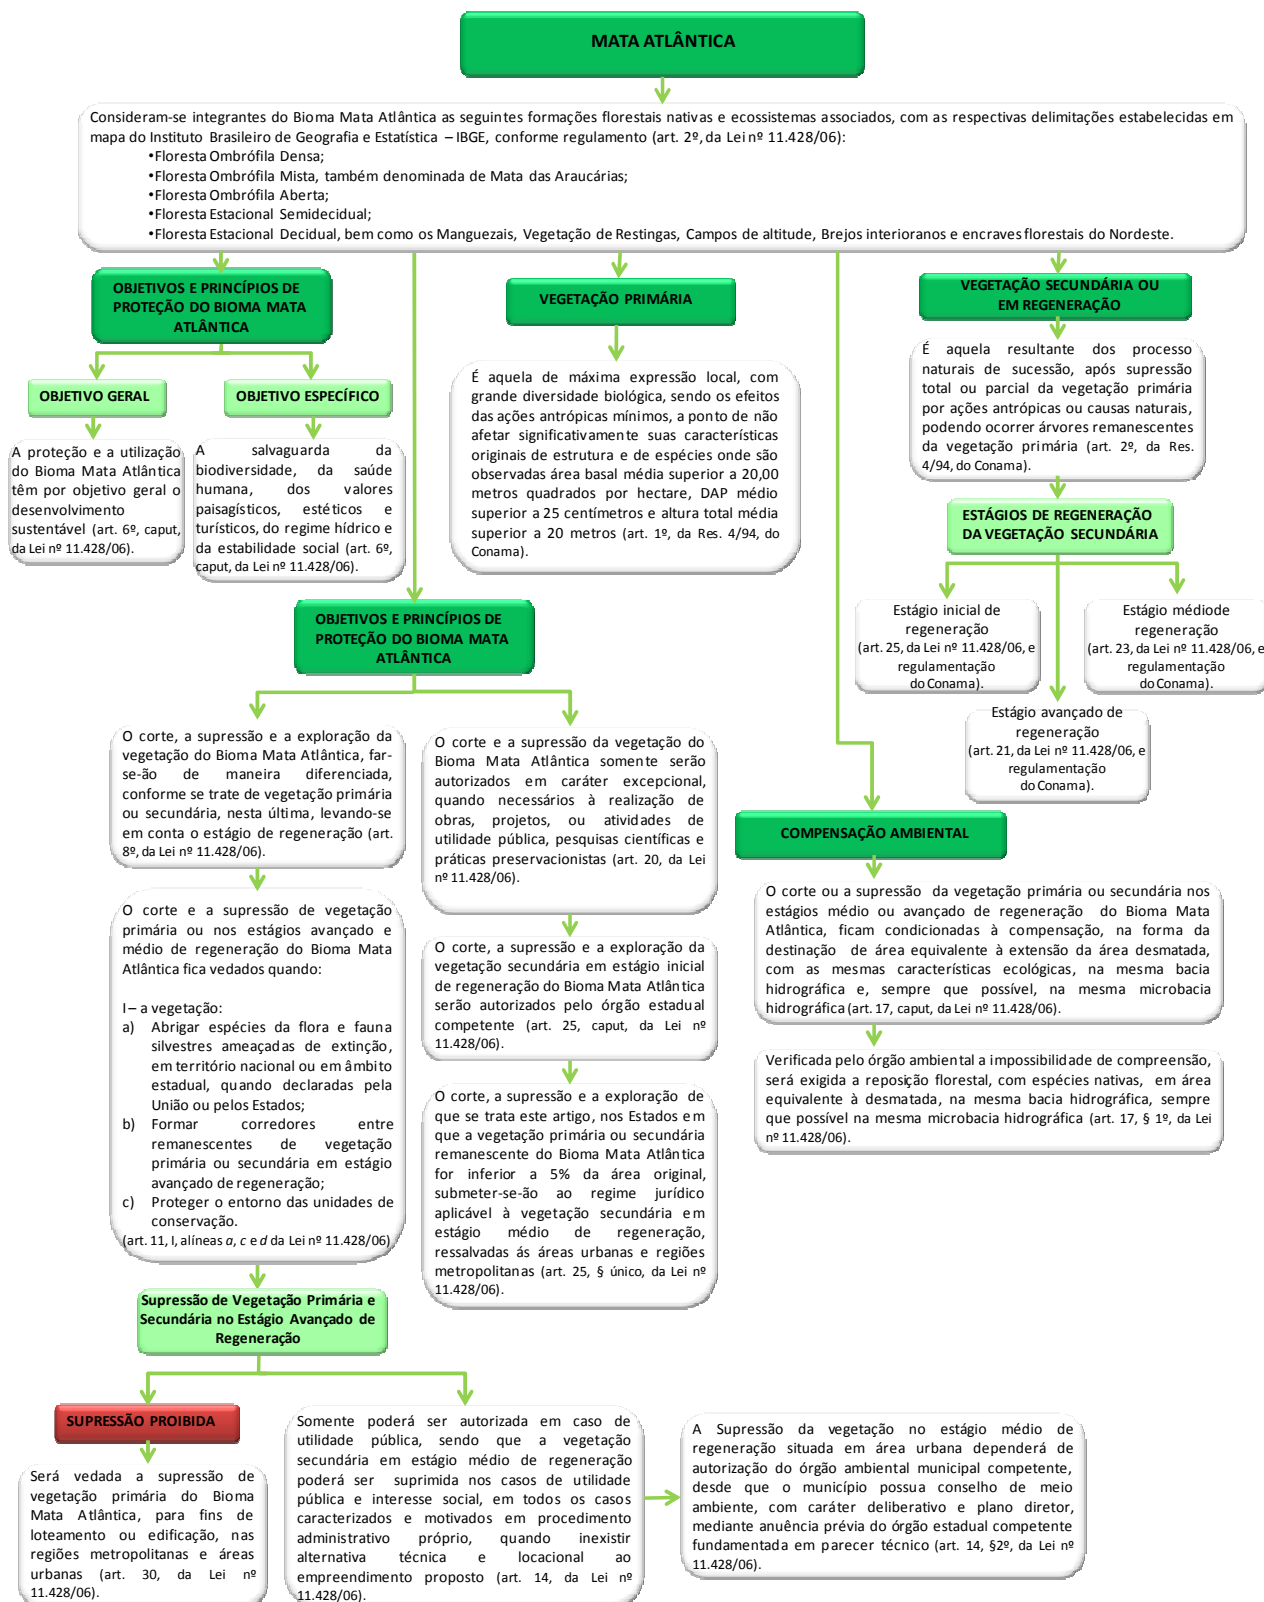 MATA ATLÂNTICA
Consideram-se integrantes do Bioma Mata Atlântica as seguintes formações florestais nativas e ecossistemas associados, com as respectivas delimitações estabelecidas em
mapa do Instituto Brasileiro de Geografia e Estatística – IBGE, conforme regulamento (art. 2º, da Lei nº 11.428/06):
•Floresta Ombrófila Densa;
•Floresta Ombrófila Mista, também denominada de Mata das Araucárias;
•Floresta Ombrófila Aberta;
•Floresta Estacional Semidecidual;
•Floresta Estacional Decidual, bem como os Manguezais, Vegetação de Restingas, Campos de altitude, Brejos interioranos e encraves florestais do Nordeste.
OBJETIVOS E PRINCÍPIOS DE
PROTEÇÃO DO BIOMA MATA
ATLÂNTICA
OBJETIVO GERAL
A proteção e a utilização
do Bioma Mata Atlântica
têm por objetivo geral o
desenvolvimento
sustentável (art. 6º, caput,
da Lei nº 11.428/06).
OBJETIVO ESPECÍFICO
A salvaguarda da
biodiversidade, da saúde
humana, dos valores
paisagísticos, estéticos e
turísticos, do regime hídrico e
da estabilidade social (art. 6º,
caput, da Lei nº 11.428/06).
VEGETAÇÃO PRIMÁRIA
É aquela de máxima expressão local, com
grande diversidade biológica, sendo os efeitos
das ações antrópicas mínimos, a ponto de não
afetar significativamente suas características
originais de estrutura e de espécies onde são
observadas área basal média superior a 20,00
metros quadrados por hectare, DAP médio
superior a 25 centímetros e altura total média
superior a 20 metros (art. 1º, da Res. 4/94, do
Conama).
VEGETAÇÃO SECUNDÁRIA OU
EM REGENERAÇÃO
É aquela resultante dos processo
naturais de sucessão, após supressão
total ou parcial da vegetação primária
por ações antrópicas ou causas naturais,
podendo ocorrer árvores remanescentes
da vegetação primária (art. 2º, da Res.
4/94, do Conama).
ESTÁGIOS DE REGENERAÇÃO
DA VEGETAÇÃO SECUNDÁRIA
Estágio inicial de
regeneração
(art. 25, da Lei nº 11.428/06, e
regulamentação
do Conama).
Estágio médiode
regeneração
(art. 23, da Lei nº 11.428/06, e
regulamentação
do Conama).
Estágio avançado de
regeneração
(art. 21, da Lei nº 11.428/06, e
regulamentação
do Conama).
OBJETIVOS E PRINCÍPIOS DE
PROTEÇÃO DO BIOMA MATA
ATLÂNTICA
O corte, a supressão e a exploração da
vegetação do Bioma Mata Atlântica, far-
se-ão de maneira diferenciada,
conforme se trate de vegetação primária
ou secundária, nesta última, levando-se
em conta o estágio de regeneração (art.
8º, da Lei nº 11.428/06).
O corte e a supressão de vegetação
primária ou nos estágios avançado e
médio de regeneração do Bioma Mata
Atlântica fica vedados quando:
I – a vegetação:
a) Abrigar espécies da flora e fauna
silvestres ameaçadas de extinção,
em território nacional ou em âmbito
estadual, quando declaradas pela
União ou pelos Estados;
b) Formar corredores entre
remanescentes de vegetação
primária ou secundária em estágio
avançado de regeneração;
c) Proteger o entorno das unidades de
conservação.
(art. 11, I, alíneas a, c e d da Lei nº 11.428/06)
O corte e a supressão da vegetação do
Bioma Mata Atlântica somente serão
autorizados em caráter excepcional,
quando necessários à realização de
obras, projetos, ou atividades de
utilidade pública, pesquisas científicas e
práticas preservacionistas (art. 20, da Lei
nº 11.428/06).
O corte, a supressão e a exploração da
vegetação secundária em estágio inicial
de regeneração do Bioma Mata Atlântica
serão autorizados pelo órgão estadual
competente (art. 25, caput, da Lei nº
11.428/06).
O corte, a supressão e a exploração de
que se trata este artigo, nos Estados em
que a vegetação primária ou secundária
remanescente do Bioma Mata Atlântica
for inferior a 5% da área original,
submeter-se-ão ao regime jurídico
aplicável à vegetação secundária em
estágio médio de regeneração,
ressalvadas ás áreas urbanas e regiões
metropolitanas (art. 25, § único, da Lei nº
11.428/06).
COMPENSAÇÃO AMBIENTAL
O corte ou a supressão da vegetação primária ou secundária nos
estágios médio ou avançado de regeneração do Bioma Mata
Atlântica, ficam condicionadas à compensação, na forma da
destinação de área equivalente à extensão da área desmatada,
com as mesmas características ecológicas, na mesma bacia
hidrográfica e, sempre que possível, na mesma microbacia
hidrográfica (art. 17, caput, da Lei nº 11.428/06).
Verificada pelo órgão ambiental a impossibilidade de compreensão,
será exigida a reposição florestal, com espécies nativas, em área
equivalente à desmatada, na mesma bacia hidrográfica, sempre
que possível na mesma microbacia hidrográfica (art. 17, § 1º, da Lei
nº 11.428/06).
Supressão de Vegetação Primária e
Secundária no Estágio Avançado de
Regeneração
SUPRESSÃO PROIBIDA
Será vedada a supressão de
vegetação primária do Bioma
Mata Atlântica, para fins de
loteamento ou edificação, nas
regiões metropolitanas e áreas
urbanas (art. 30, da Lei nº
11.428/06).
Somente poderá ser autorizada em caso de
utilidade pública, sendo que a vegetação
secundária em estágio médio de regeneração
poderá ser suprimida nos casos de utilidade
pública e interesse social, em todos os casos
caracterizados e motivados em procedimento
administrativo próprio, quando inexistir
alternativa técnica e locacional ao
empreendimento proposto (art. 14, da Lei nº
11.428/06).
A Supressão da vegetação no estágio médio de
regeneração situada em área urbana dependerá de
autorização do órgão ambiental municipal competente,
desde que o município possua conselho de meio
ambiente, com caráter deliberativo e plano diretor,
mediante anuência prévia do órgão estadual competente
fundamentada em parecer técnico (art. 14, §2º, da Lei nº
11.428/06).